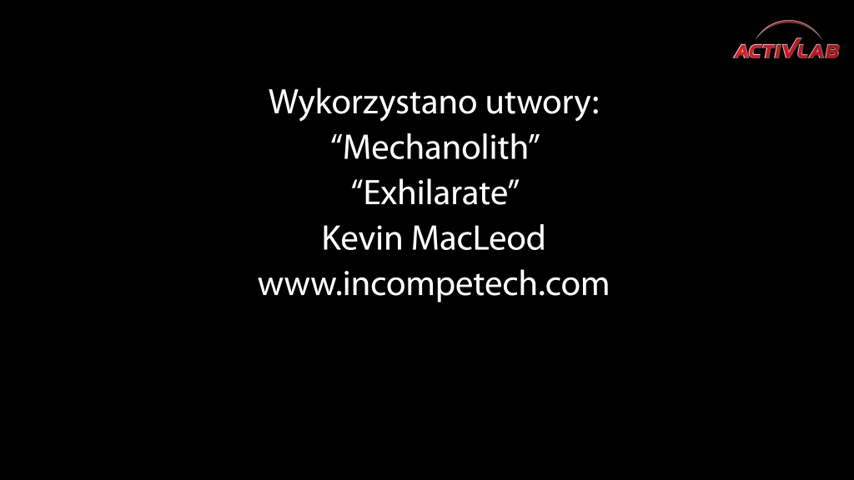 ACTIVLAB
Wykorzystano utwory:
“Mechanolith”
“Exhilarate”
Kevin MacLeod
www.incompetech.com